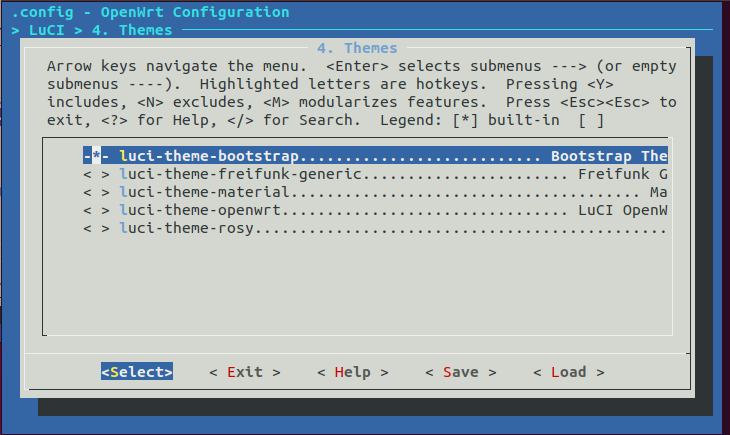 .config - OpenWrt Configuration
> LuCI > 4. Themes
4. Themes
Arrow keys navigate the menu.  <Enter> selects submenus ---> (or empty
submenus ----).  Highlighted letters are hotkeys.  Pressing <Y>
includes, <N> excludes, <M> modularizes features.  Press <Esc><Esc> to
exit, <?> for Help, </> for Search.  Legend: [*] built-in  [ ]
-*- luci-theme-bootstrap........................... Bootstrap The
< > luci-theme-freifunk-generic....................... Freifunk G
< > luci-theme-material........................................ Ma
< > luci-theme-openwrt................................ LuCI OpenW
< > luci-theme-rosy..............................................
<Select>    < Exit >    < Help >    < Save >    < Load >